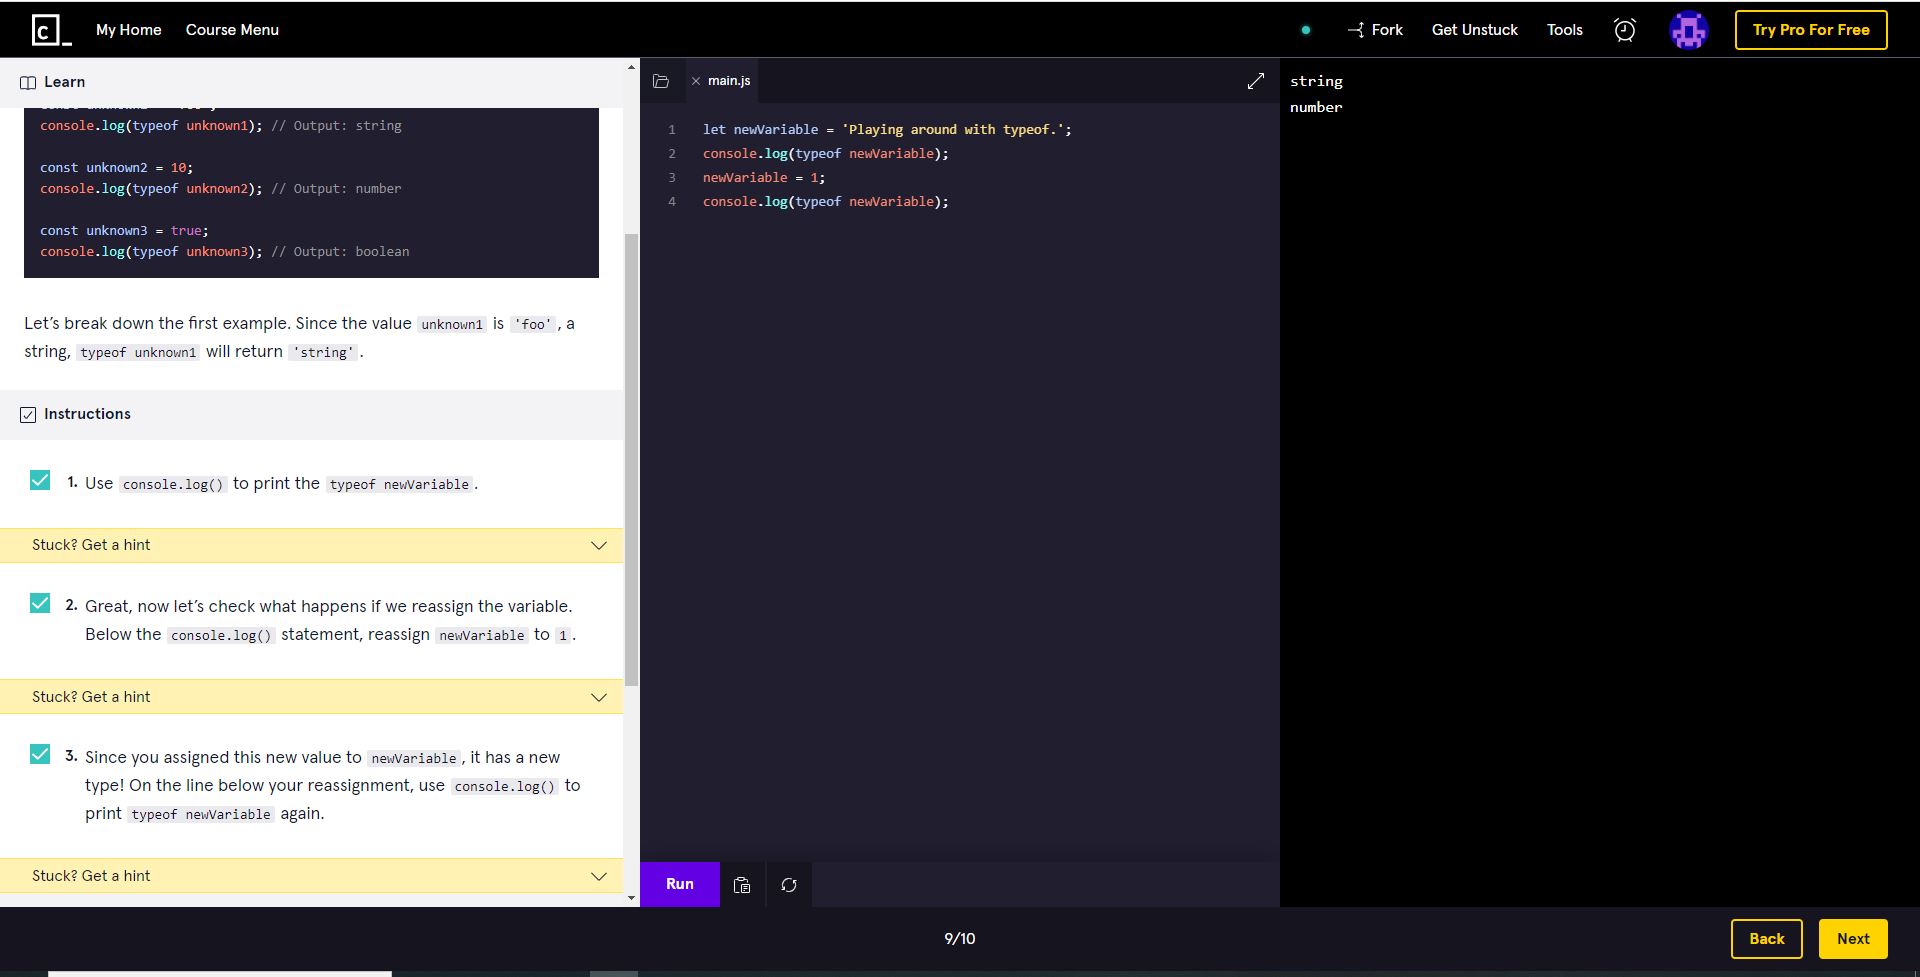 My Home
Course Menu
Fork
Get Unstuck
Tools
Try Pro For Free
Learn
console.log(typeof unknown1); // Output: string
const unknown2 = 10;
console.log(typeof unknown2); // Output: number
const unknown3 = true;
console.log(typeof unknown3); // Output: boolean
Let’s break down the first example. Since the value unknown1 is 'foo', a
string, typeof unknown1 will return 'string'.
Instructions
1. Use console.log() to print the typeof newVariable.
Stuck? Get a hint
2. Great, now let’s check what happens if we reassign the variable.
Below the console.log() statement, reassign newVariable to 1.
Stuck? Get a hint
3. Since you assigned this new value to newVariable, it has a new
type! On the line below your reassignment, use console.log() to
print typeof newVariable again.
Stuck? Get a hint
main.js
1 let newVariable = 'Playing around with typeof.';
2 console.log(typeof newVariable);
3 newVariable = 1;
4 console.log(typeof newVariable);
Run
string
number
9/10
Back
Next